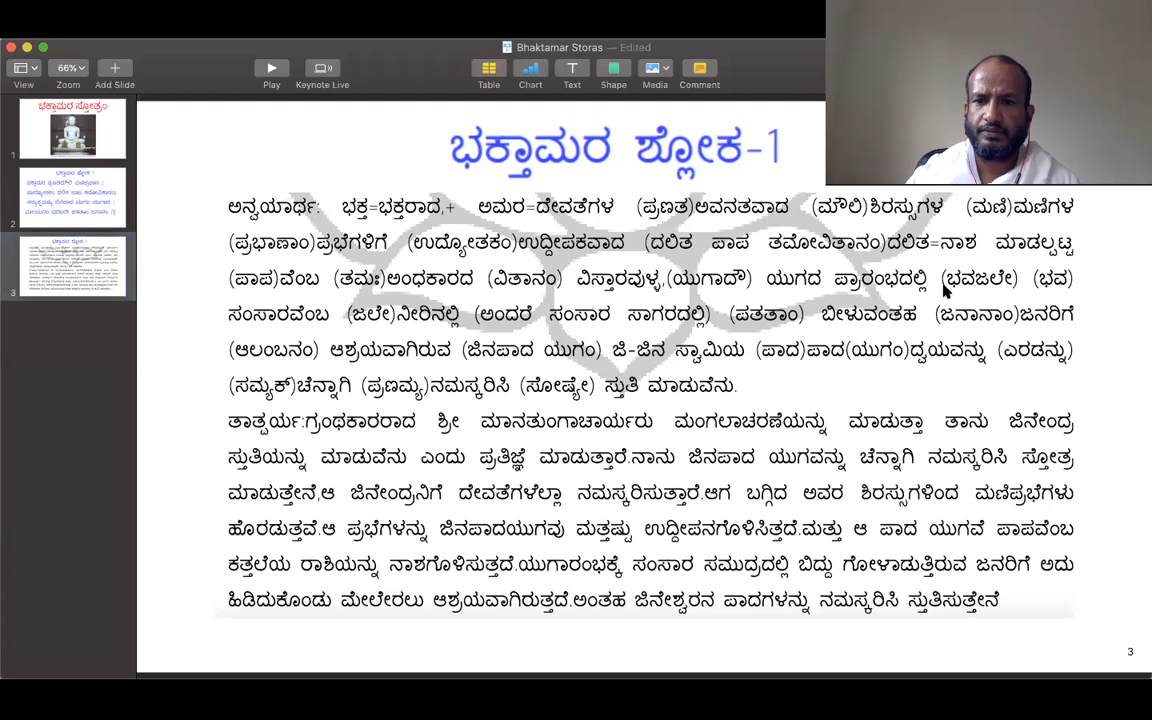 Bhaktamar Storas — Edited
66%
View Zoom Add Slide Play Keynote Live Table Chart Text Shape Media Comment
ಭಕ್ತಾಮರ ಸ್ತೋತ್ರಂ
1
2
3
ಭಕ್ತಾಮರ ಶ್ಲೋಕ-1
ಅನ್ವಯಾರ್ಥ: ಭಕ್ತ=ಭಕ್ತರಾದ,+ ಅಮರ=ದೇವತೆಗಳ (ಪ್ರಣತ)ಅವನತವಾದ (ಮೌಲಿ)ಶಿರಸ್ಸುಗಳ (ಮಣಿ)ಮಣಿಗಳ
(ಪ್ರಭಾಣಾಂ)ಪ್ರಭೆಗಳಿಗೆ (ಉದ್ಯೋತಕಂ)ಉದ್ದೀಪಕವಾದ (ದಲಿತ ಪಾಪ ತಮೋವಿತಾನಂ)ದಲಿತ=ನಾಶ ಮಾಡಲ್ಪಟ್ಟ
(ಪಾಪ)ವೆಂಬ (ತಮಃ)ಅಂಧಕಾರದ (ವಿತಾನಂ) ವಿಸ್ತಾರವುಳ್ಳ,(ಯುಗಾದೌ) ಯುಗದ ಪ್ರಾರಂಭದಲ್ಲಿ (ಭವಜಲೇ) (ಭವ)
ಸಂಸಾರವೆಂಬ (ಜಲೇ)ನೀರಿನಲ್ಲಿ (ಅಂದರೆ ಸಂಸಾರ ಸಾಗರದಲ್ಲಿ) (ಪತತಾಂ) ಬೀಳುವಂತಹ (ಜನಾನಾಂ)ಜನರಿಗೆ
(ಆಲಂಬನಂ) ಆಶ್ರಯವಾಗಿರುವ (ಜಿನಪಾದ ಯುಗಂ) ಜಿ-ಜಿನ ಸ್ವಾಮಿಯ (ಪಾದ)ಪಾದ(ಯುಗಂ)ದ್ವಯವನ್ನು (ಎರಡನ್ನು)
(ಸಮ್ಯಕ್)ಚೆನ್ನಾಗಿ (ಪ್ರಣಮ್ಯ)ನಮಸ್ಕರಿಸಿ (ಸೋಷ್ಯೇ) ಸ್ತುತಿ ಮಾಡುವೆನು.
ತಾತ್ಪರ್ಯ:ಗ್ರಂಥಕಾರರಾದ ಶ್ರೀ ಮಾನತುಂಗಾಚಾರ್ಯರು ಮಂಗಲಾಚರಣೆಯನ್ನು ಮಾಡುತ್ತಾ ತಾನು ಜಿನೇಂದ್ರ
ಸ್ತುತಿಯನ್ನು ಮಾಡುವೆನು ಎಂದು ಪ್ರತಿಜ್ಞೆ ಮಾಡುತ್ತಾರೆ.ನಾನು ಜಿನಪಾದ ಯುಗವನ್ನು ಚೆನ್ನಾಗಿ ನಮಸ್ಕರಿಸಿ ಸ್ತೋತ್ರ
ಮಾಡುತ್ತೇನೆ,ಆ ಜಿನೇಂದ್ರನಿಗೆ ದೇವತೆಗಳೆಲ್ಲಾ ನಮಸ್ಕರಿಸುತ್ತಾರೆ.ಆಗ ಬಗ್ಗಿದ ಅವರ ಶಿರಸ್ಸುಗಳಿಂದ ಮಣಿಪ್ರಭೆಗಳು
ಹೊರಡುತ್ತವೆ.ಆ ಪ್ರಭೆಗಳನ್ನು ಜಿನಪಾದಯುಗವು ಮತ್ತಷ್ಟು ಉದ್ದೀಪನಗೊಳಿಸಿತ್ತದೆ.ಮತ್ತು ಆ ಪಾದ ಯುಗವೆ ಪಾಪವೆಂಬ
ಕತ್ತಲೆಯ ರಾಶಿಯನ್ನು ನಾಶಗೊಳಿಸುತ್ತದೆ.ಯುಗಾರಂಭಕ್ಕೆ ಸಂಸಾರ ಸಮುದ್ರದಲ್ಲಿ ಬಿದ್ದು ಗೋಳಾಡುತ್ತಿರುವ ಜನರಿಗೆ ಅದು
ಹಿಡಿದುಕೊಂಡು ಮೇಲೇರಲು ಆಶ್ರಯವಾಗಿರುತ್ತದೆ.ಅಂತಹ ಜಿನೇಶ್ವರನ ಪಾದಗಳನ್ನು ನಮಸ್ಕರಿಸಿ ಸ್ತುತಿಸುತ್ತೇನೆ
3